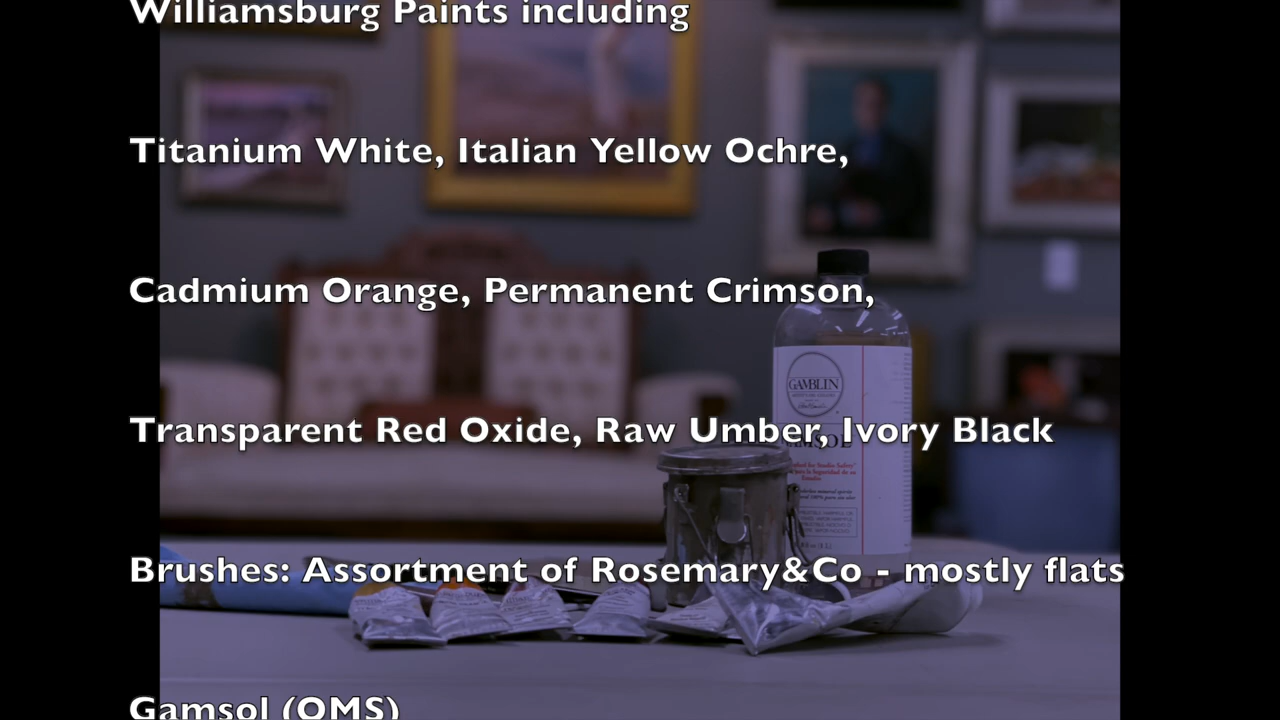 Williamsburg Paints including
Titanium White, Italian Yellow Ochre,
Cadmium Orange, Permanent Crimson,
GAMBLIN
Transparent Red Oxide, Raw Umber, Ivory Black
Brushes: Assortment of Rosemary&Co - mostly flats
Gamsol (OMS)